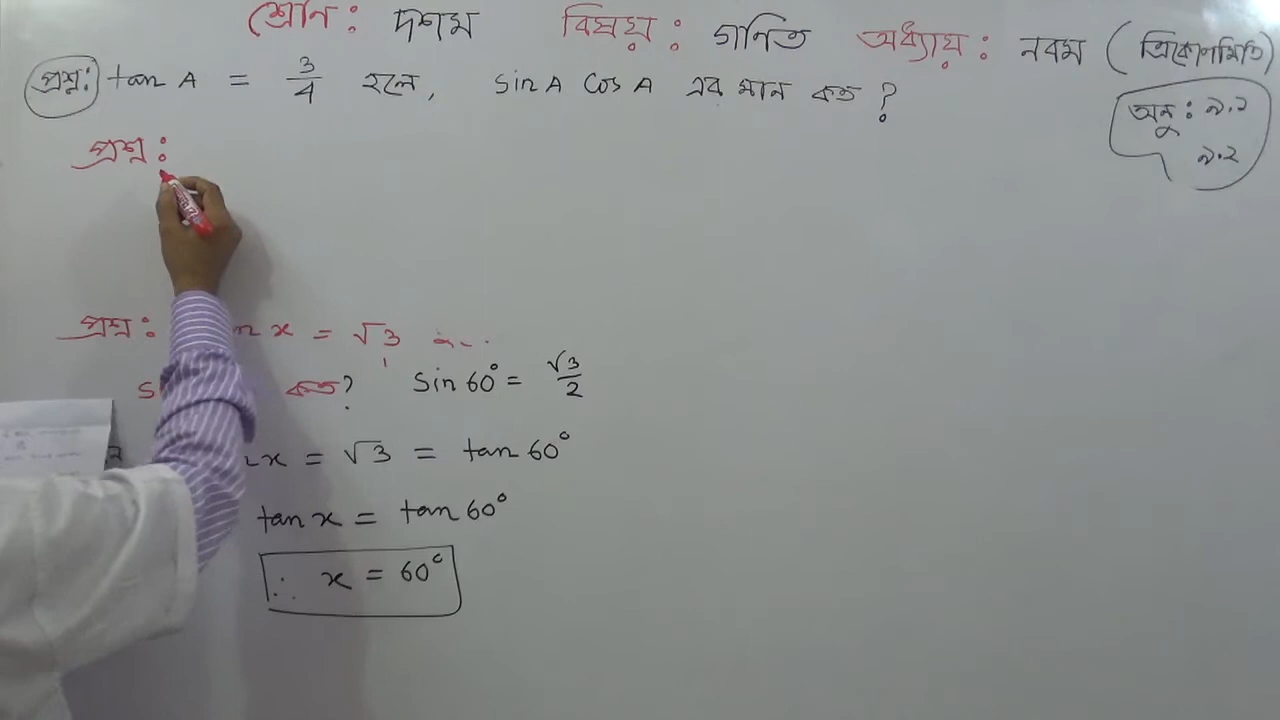 শ্রেণি: দশম বিষয়: গণিত অধ্যায়: নবম (ত্রিকোণমিতি)
প্রশ্ন: tan A = 3/4 হলে, sin A cos A এর মান কত?
অনু: ৯.১
৯.২
প্রশ্ন:
প্রশ্ন: x = √3
কত? sin 60° = √3/2
x = √3 = tan 60°
tan x = tan 60°
∴ x = 60°